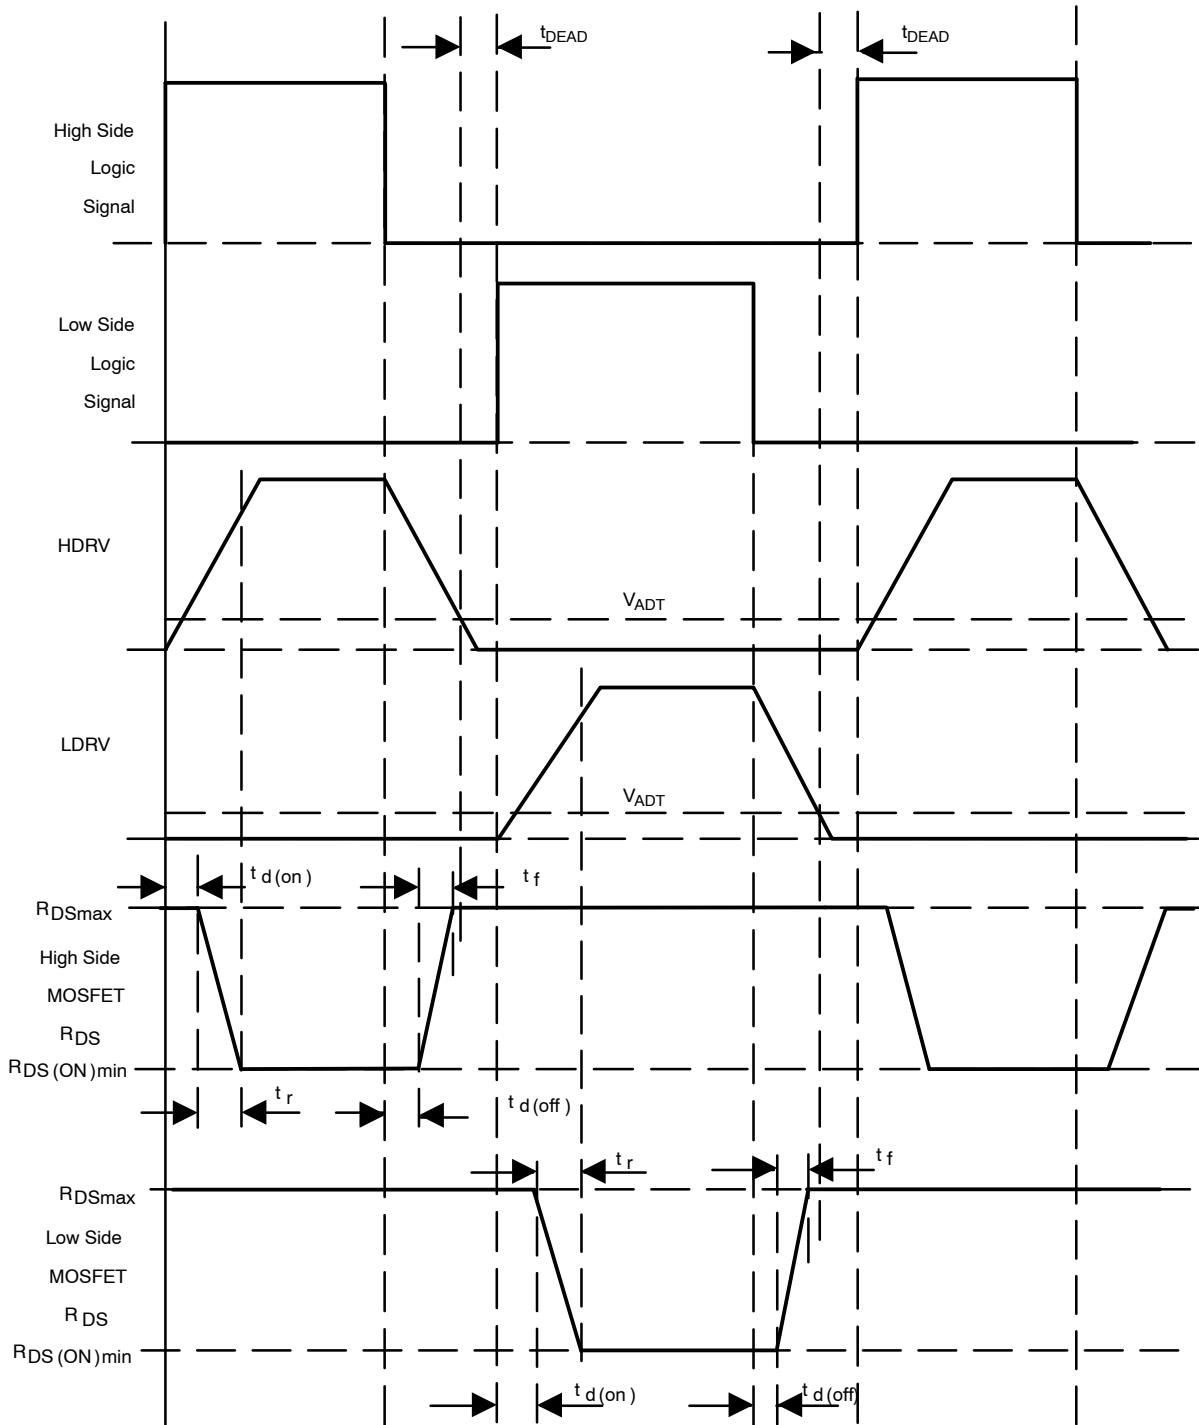 tDEAD
tDEAD
High Side
Logic
Signal
Low Side
Logic
Signal
HDRV
VADT
LDRV
VADT
t d(on)
t f
RDSmax
High Side
MOSFET
RDS
RDS(ON)min
t r
t d(off)
t r
t f
RDSmax
Low Side
MOSFET
R DS
RDS(ON)min
t d(on)
t d(off)